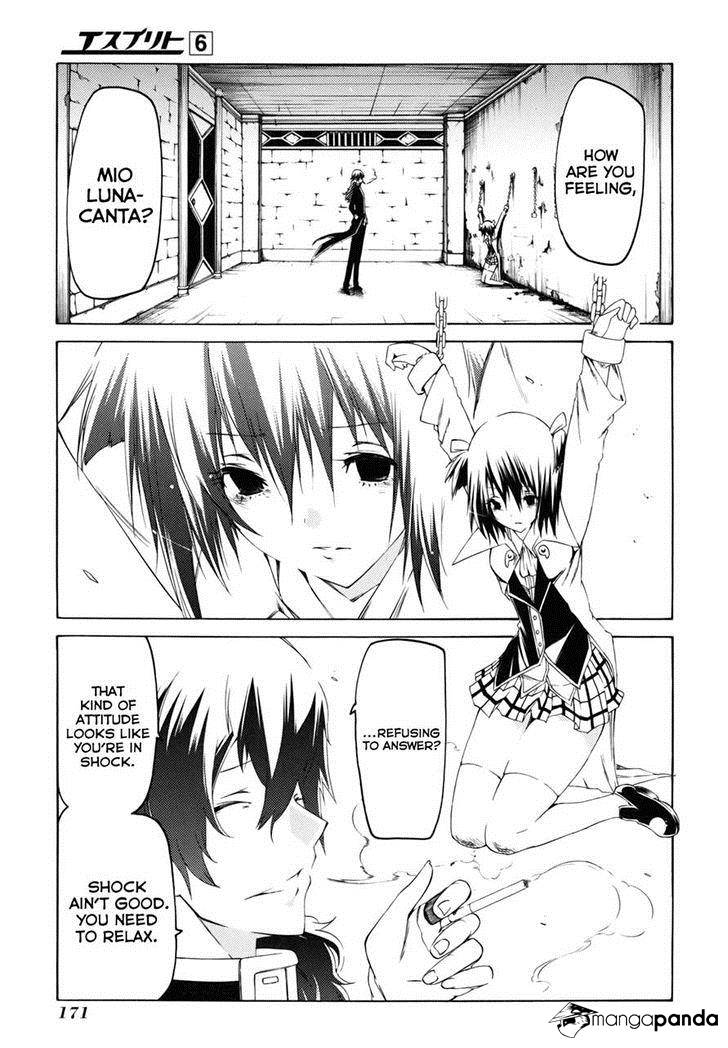 エスプリト 6
HOW
ARE YOU
FEELING,
MIO
LUNA-
CANTA?
...REFUSING
TO ANSWER?
THAT
KIND OF
ATTITUDE
LOOKS LIKE
YOU'RE IN
SHOCK.
SHOCK
AIN'T GOOD.
YOU NEED
TO RELAX.
171
mangapanda